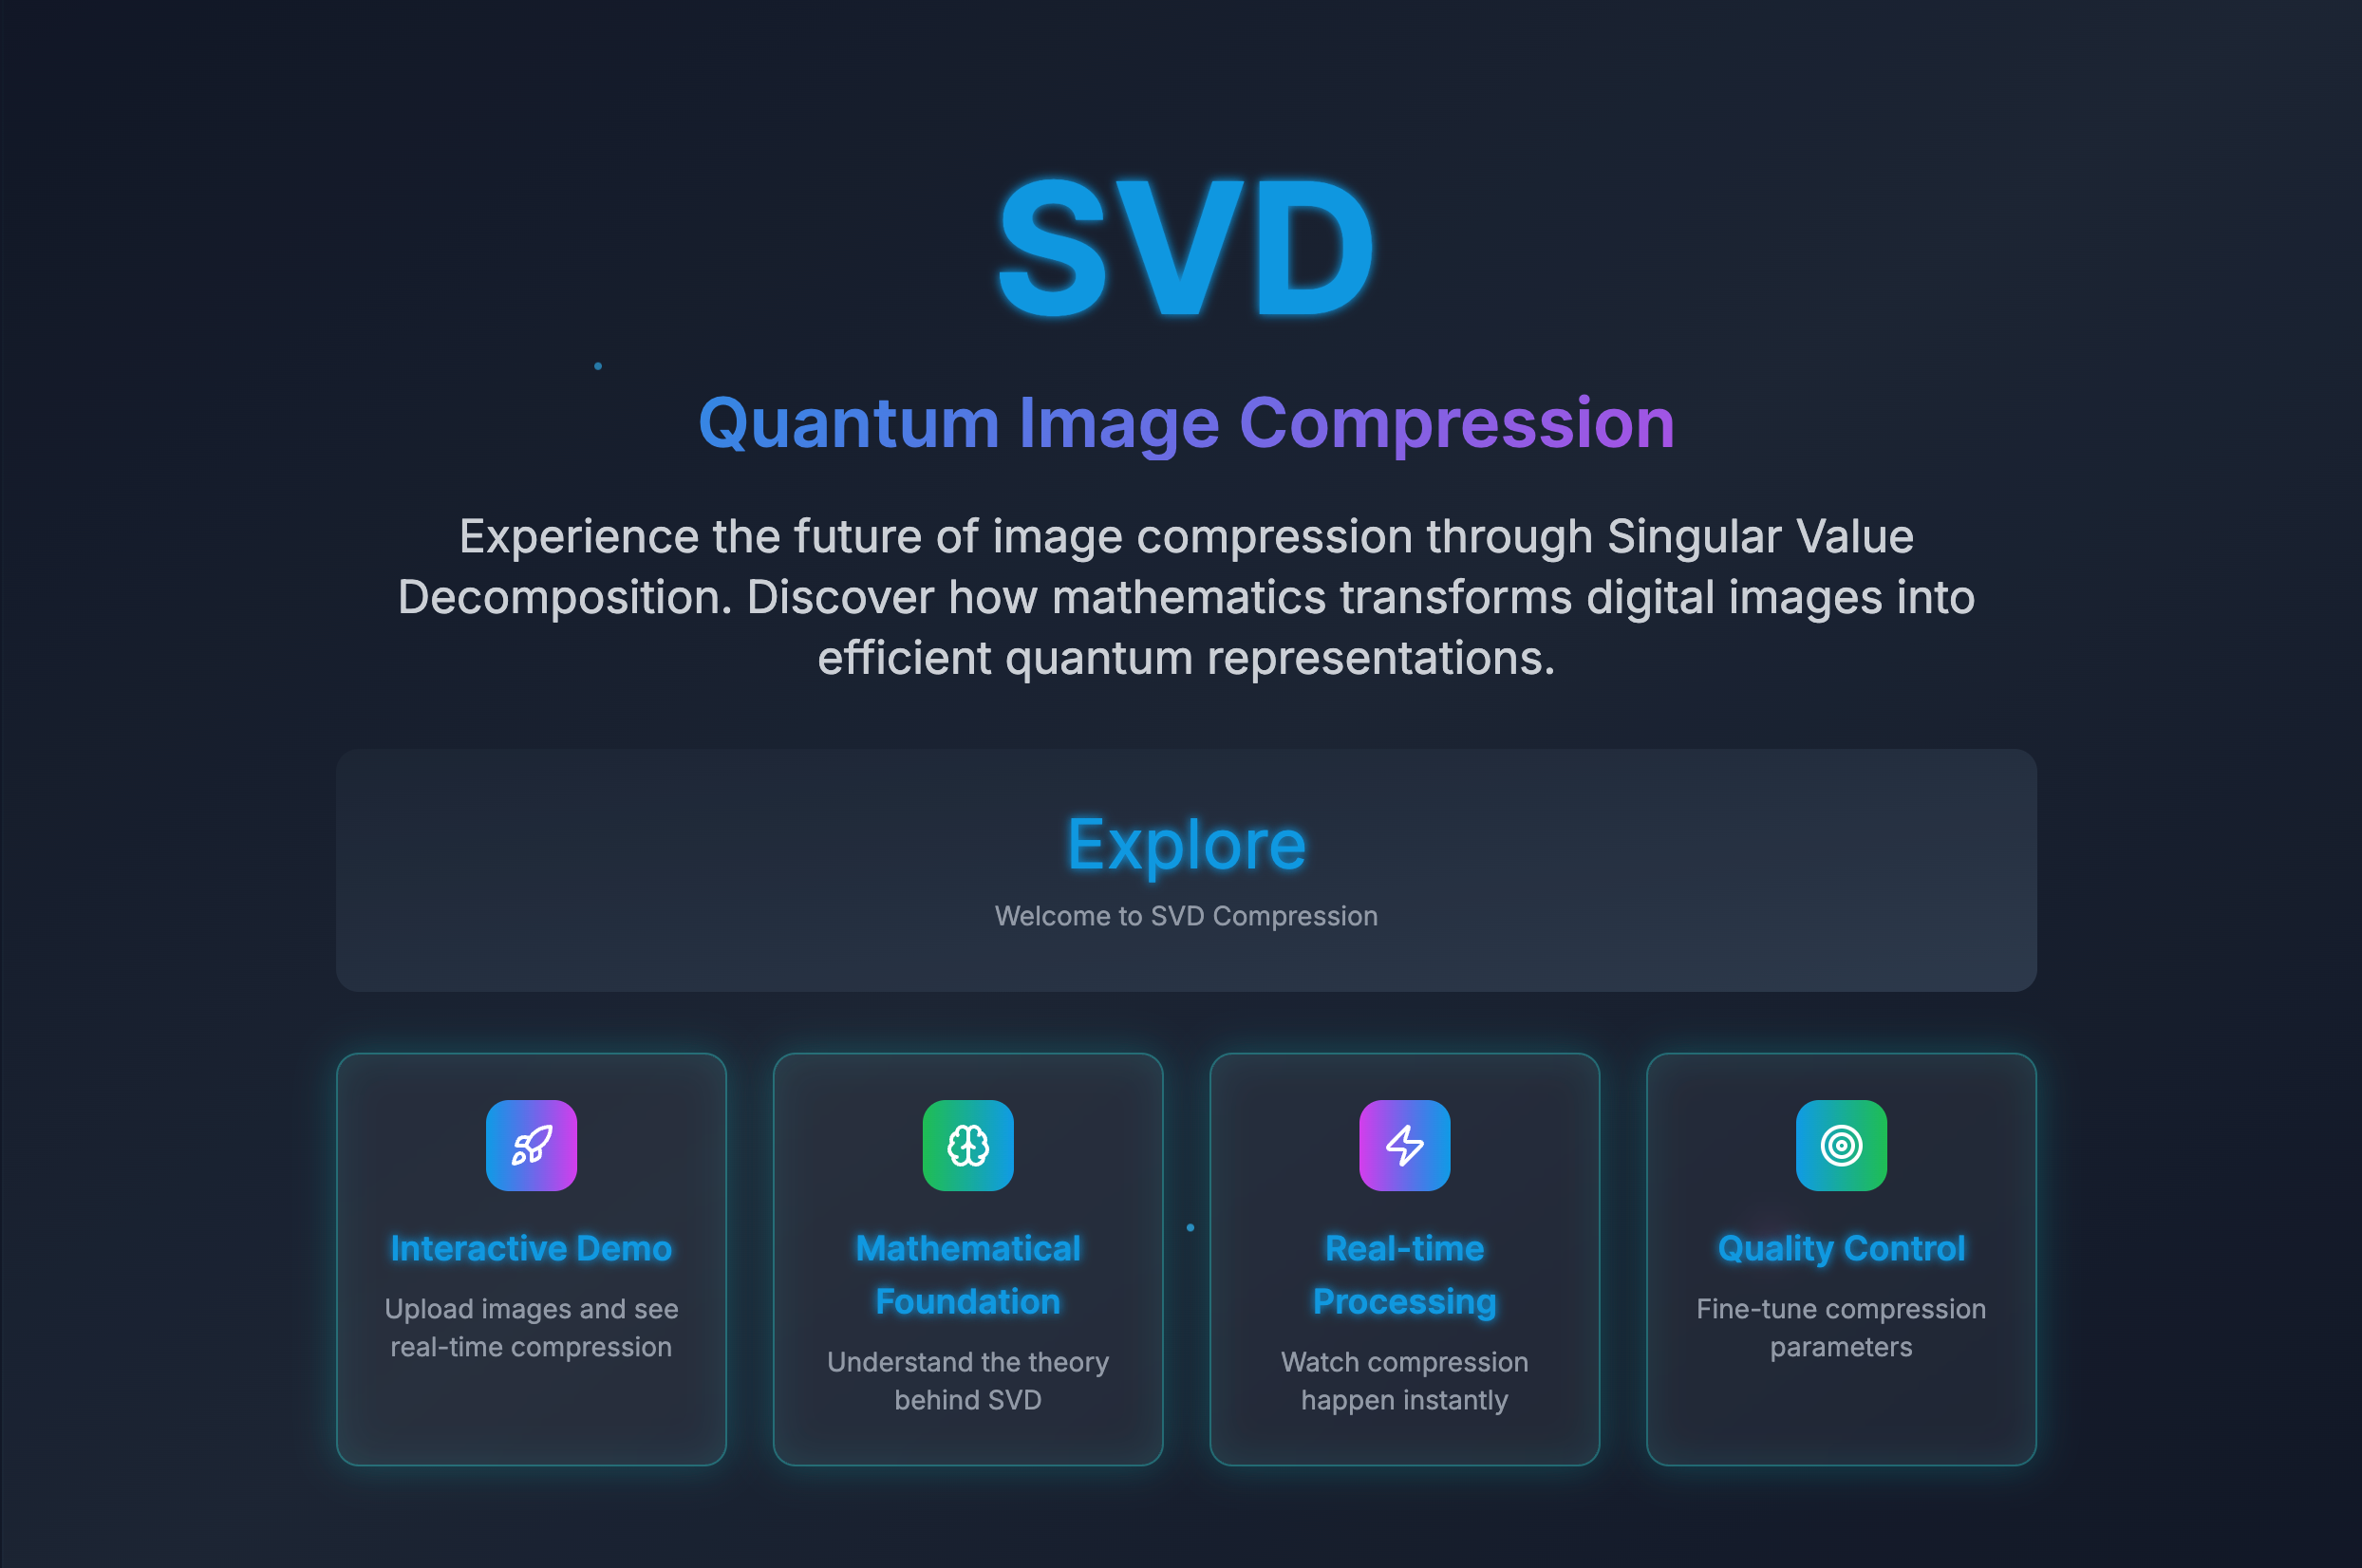 SVD
Quantum Image Compression
Experience the future of image compression through Singular Value
Decomposition. Discover how mathematics transforms digital images into
efficient quantum representations.
Explore
Welcome to SVD Compression
Interactive Demo
Upload images and see
real-time compression
Mathematical
Foundation
Understand the theory
behind SVD
Real-time
Processing
Watch compression
happen instantly
Quality Control
Fine-tune compression
parameters